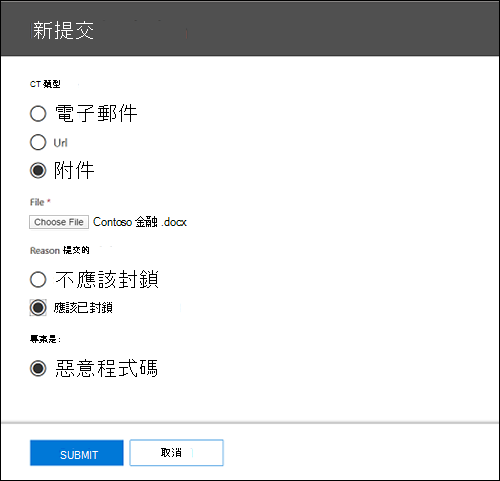 新提交
CT 類型
電子郵件
Url
附件
File *
Choose File Contoso 金融 .docx
Reason 提交的
不應該封鎖
應該已封鎖
專案是:
惡意程式碼
SUBMIT 取消